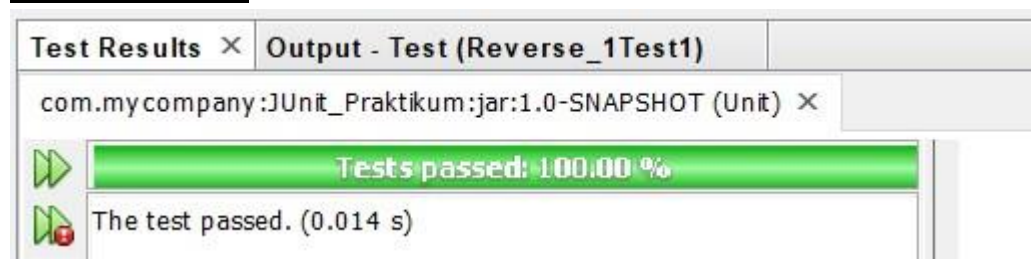 Test Results × Output - Test (Reverse_1Test1)
com.mycompany:JUnit_Praktikum:jar:1.0-SNAPSHOT (Unit) ×
Tests passed: 100.00 %
The test passed. (0.014 s)